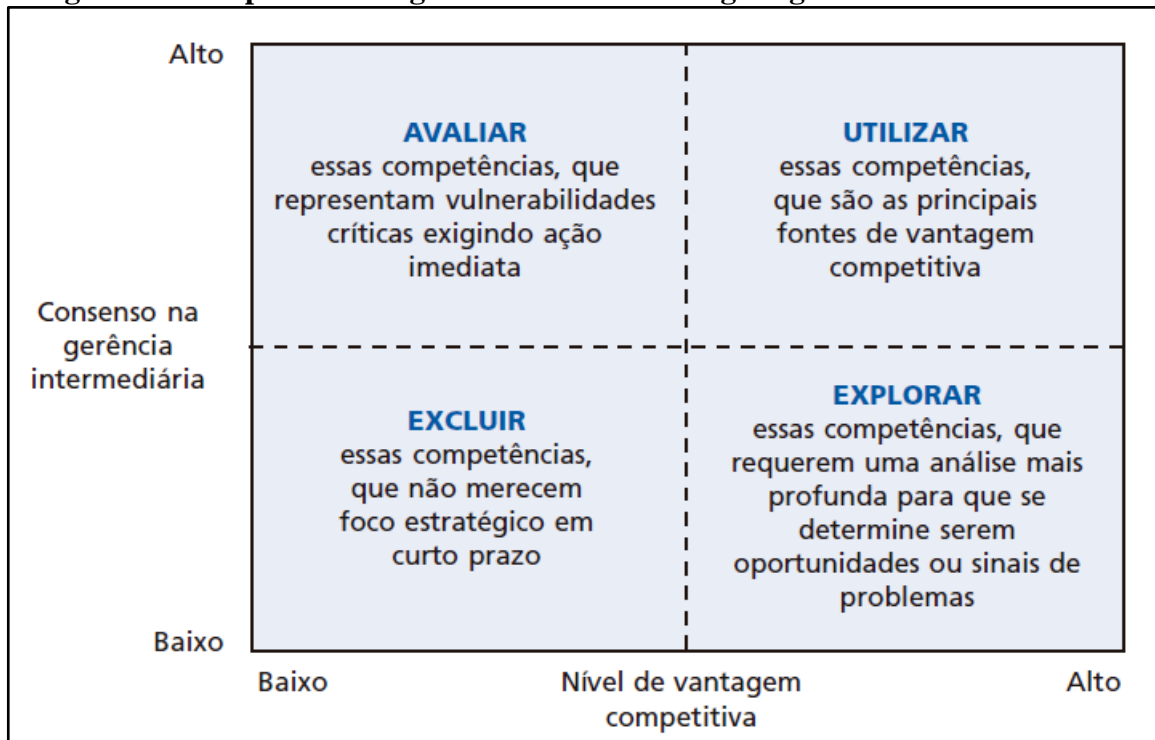 Alto
AVALIAR
essas competências, que
representam vulnerabilidades
críticas exigindo ação
imediata
UTILIZAR
essas competências,
que são as principais
fontes de vantagem
competitiva
Consenso na
gerência
intermediária
EXCLUIR
essas competências,
que não merecem
foco estratégico em
curto prazo
EXPLORAR
essas competências, que
requerem uma análise mais
profunda para que se
determine serem
oportunidades ou sinais de
problemas
Baixo
Baixo
Nível de vantagem
competitiva
Alto